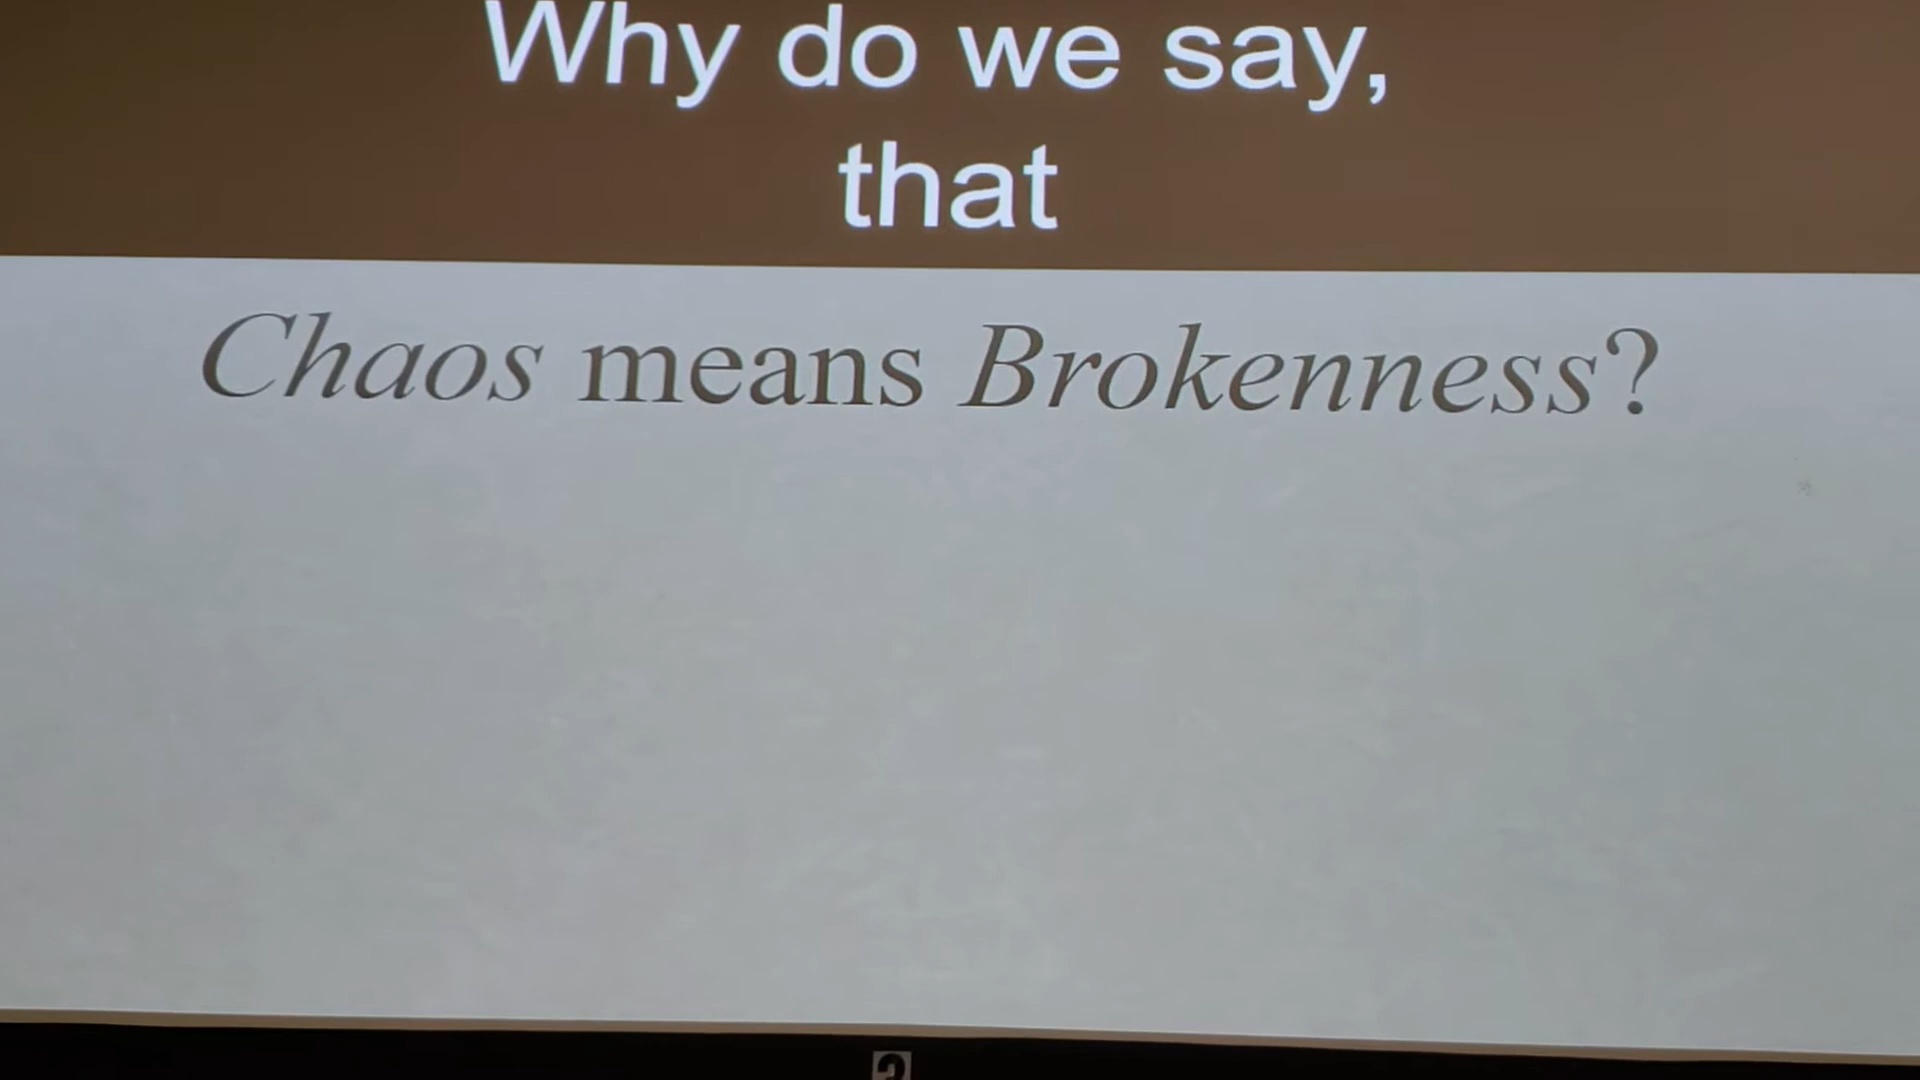 Why do we say,
that
Chaos means Brokenness?